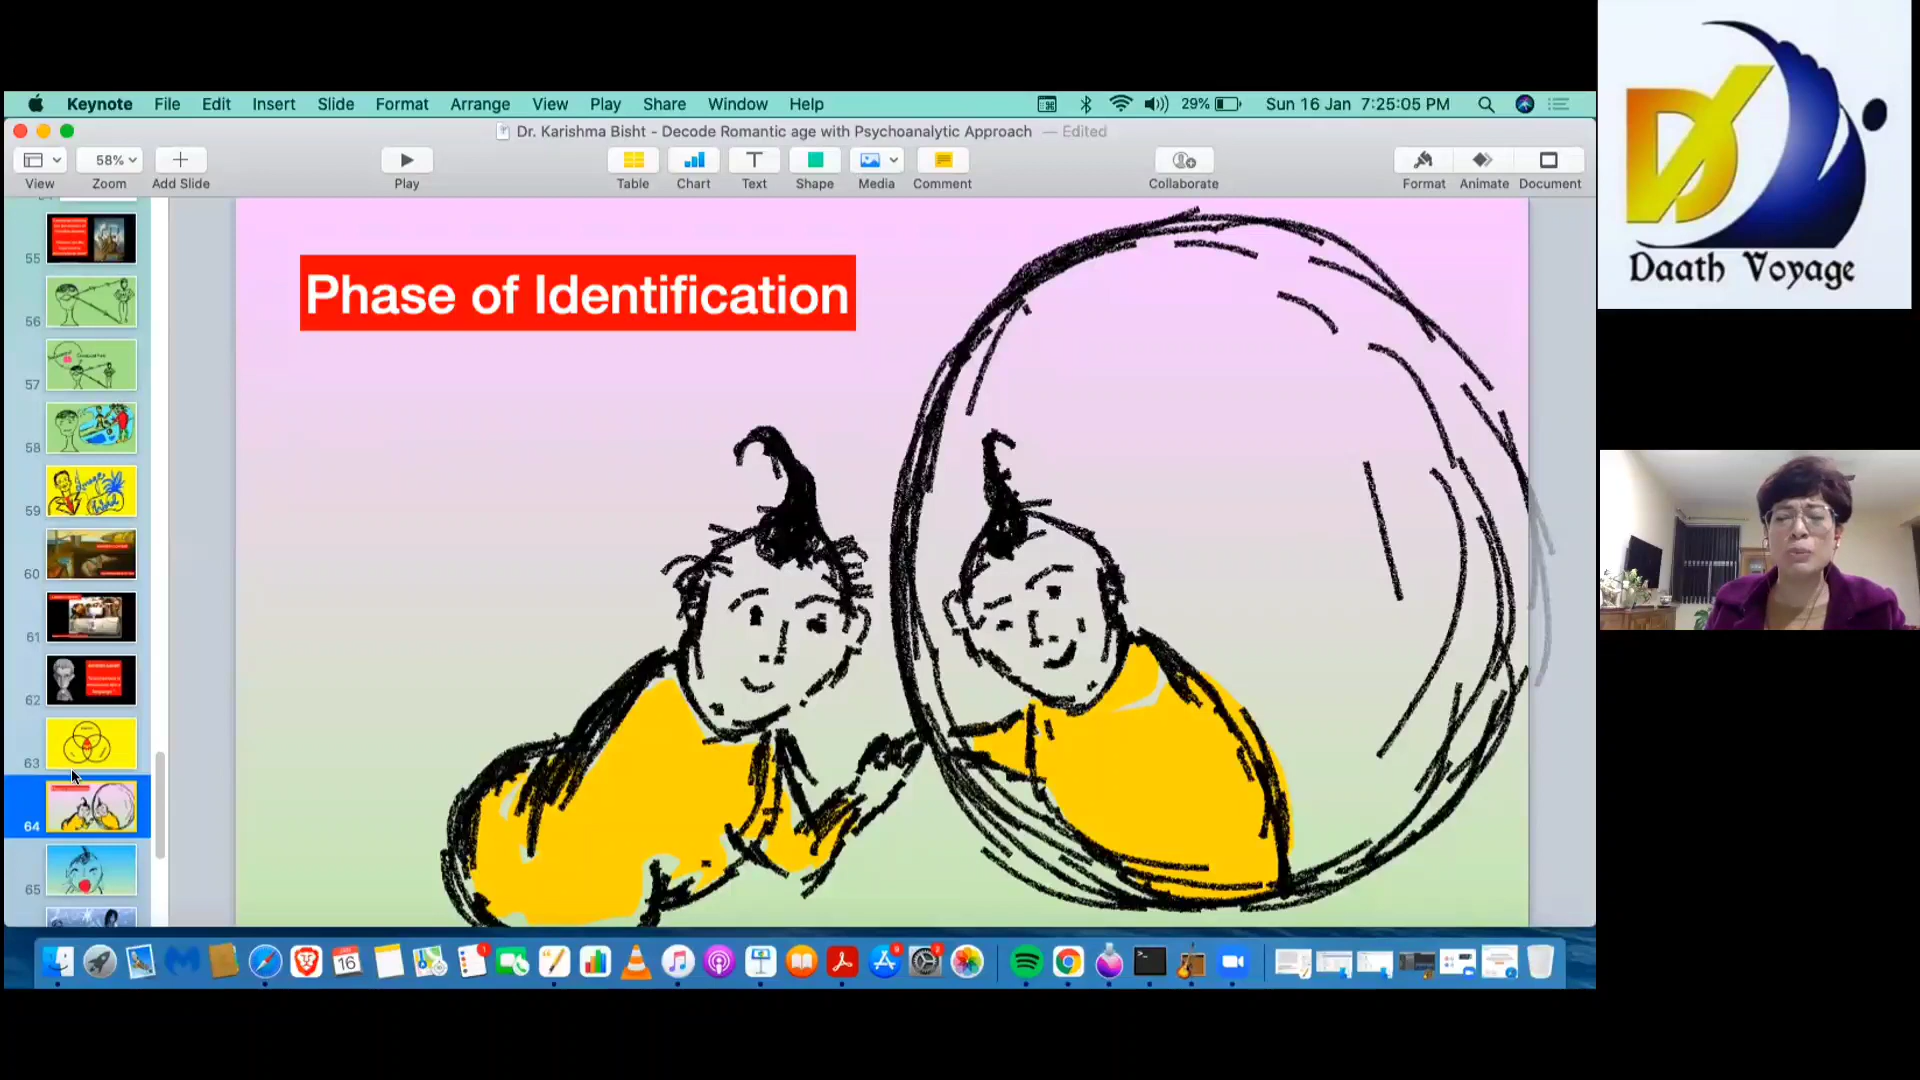 Keynote File Edit Insert Slide Format Arrange View Play Share Window Help 29% Sun 16 Jan 7:25:05 PM
Dr. Karishma Bisht - Decode Romantic age with Psychoanalytic Approach — Edited
58%
View Zoom Add Slide Play Table Chart Text Shape Media Comment Collaborate Format Animate Document
Phase of Identification
55
56
57
58
59
60
61
62
63
64
65
16
Daath Voyage